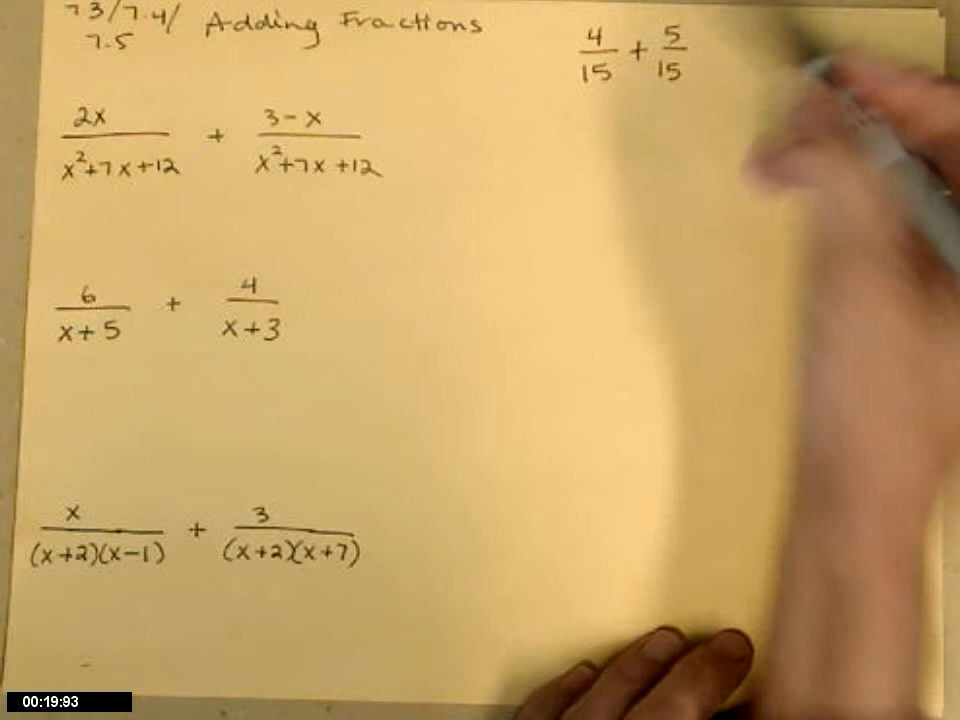 7.3/7.4/ Adding Fractions
7.5
4/15 + 5/15
2x/(x²+7x+12) + (3-x)/(x²+7x+12)
6/(x+5) + 4/(x+3)
x/((x+2)(x-1)) + 3/((x+2)(x+7))
00:19:93